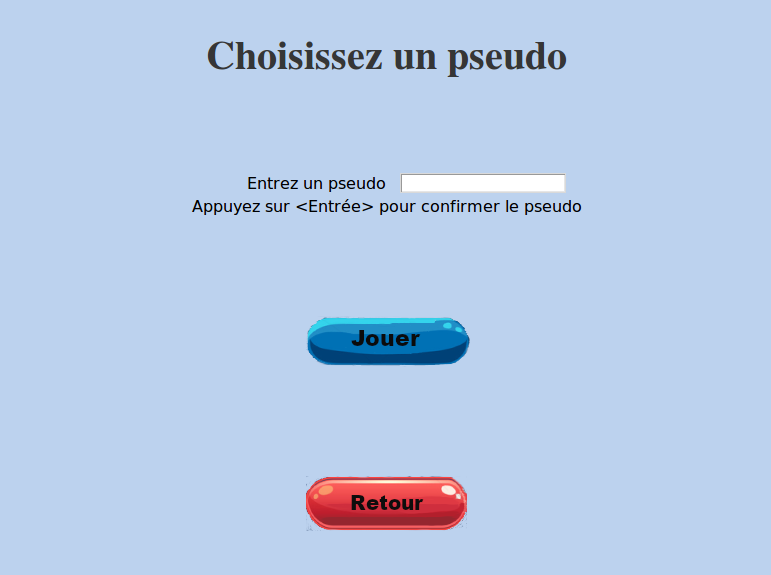 Choisissez un pseudo
Entrez un pseudo
Appuyez sur <Entrée> pour confirmer le pseudo
Jouer
Retour